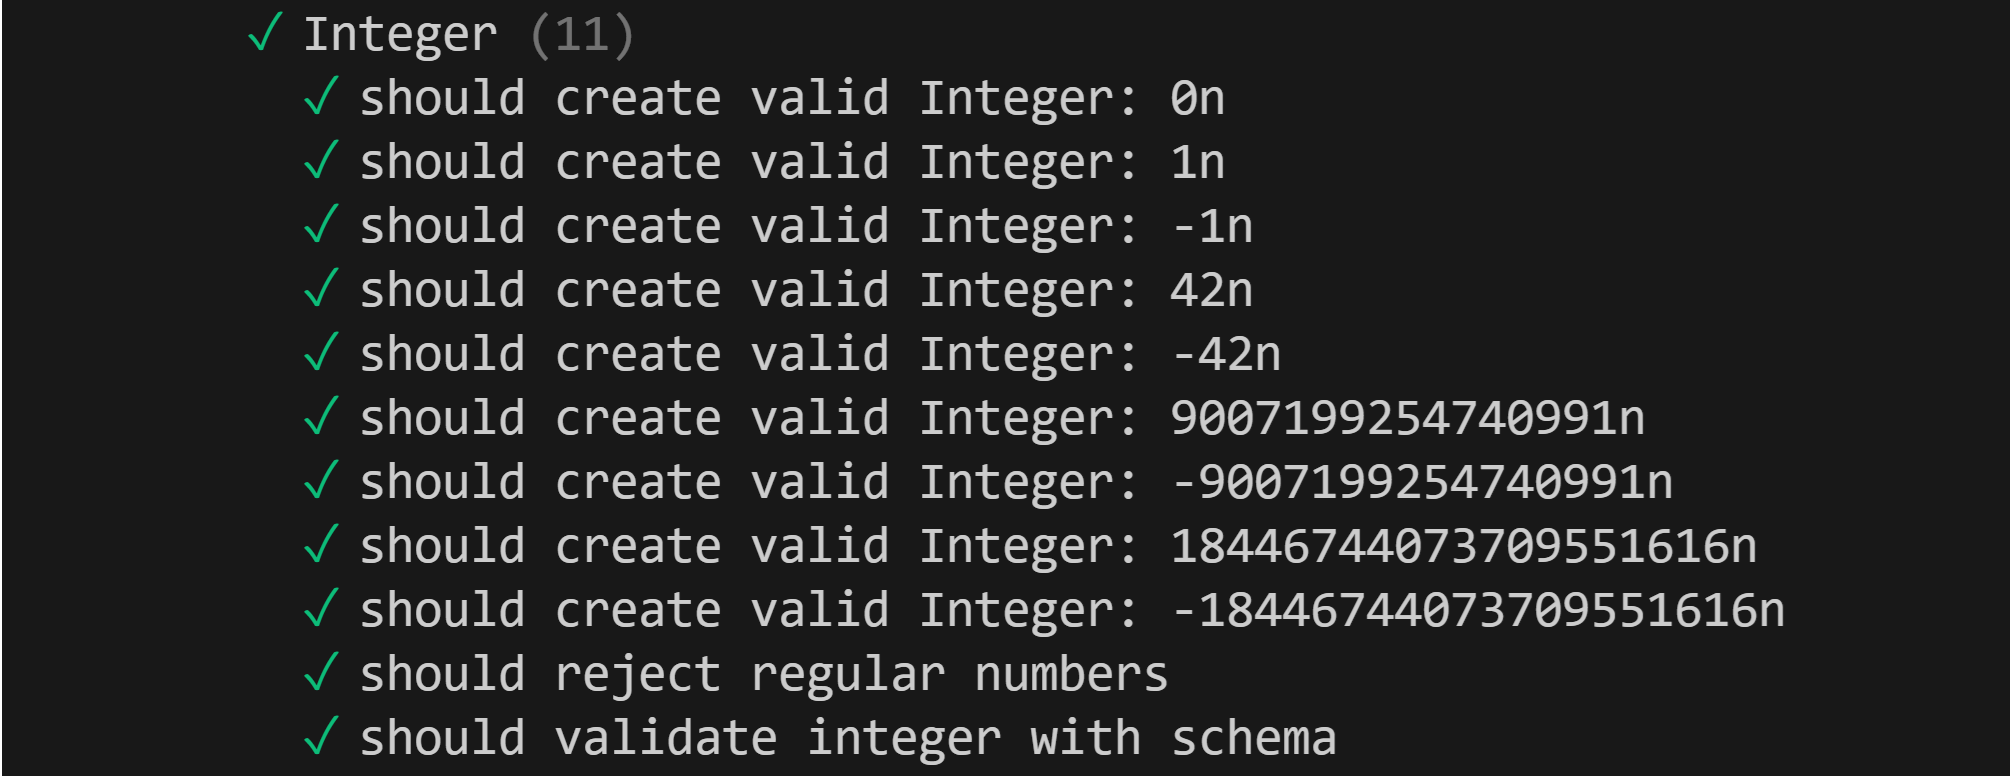 ✓ Integer (11)
✓ should create valid Integer: 0n
✓ should create valid Integer: 1n
✓ should create valid Integer: -1n
✓ should create valid Integer: 42n
✓ should create valid Integer: -42n
✓ should create valid Integer: 9007199254740991n
✓ should create valid Integer: -9007199254740991n
✓ should create valid Integer: 18446744073709551616n
✓ should create valid Integer: -18446744073709551616n
✓ should reject regular numbers
✓ should validate integer with schema